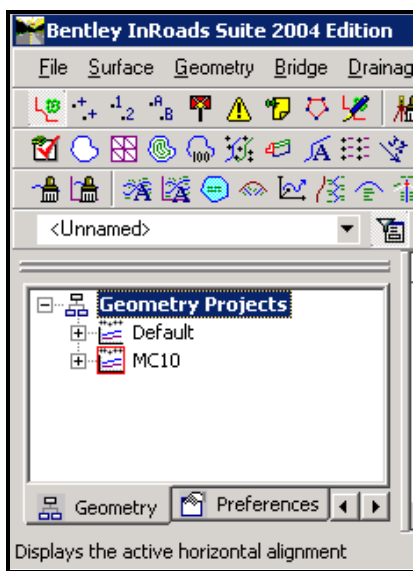 Bentley InRoads Suite 2004 Edition
File Surface Geometry Bridge Drainag
<Unnamed>
Geometry Projects
Default
MC10
Geometry Preferences
Displays the active horizontal alignment